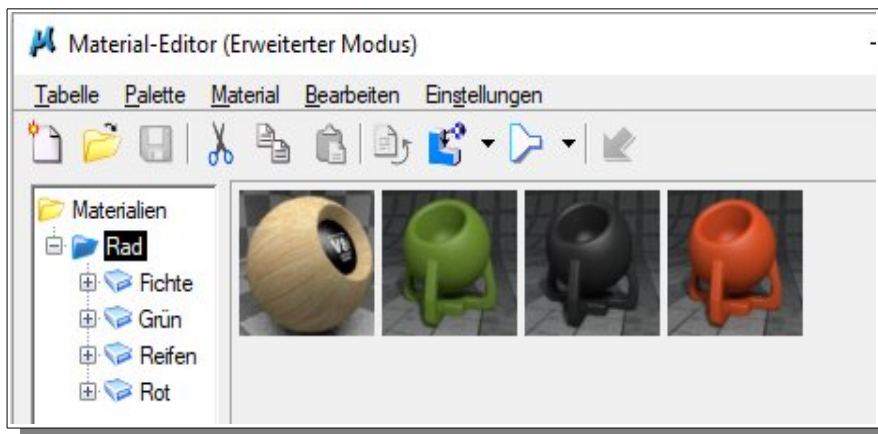 Material-Editor (Erweiterter Modus)
Tabelle Palette Material Bearbeiten Einstellungen
Materialien
Rad
Fichte
Grün
Reifen
Rot